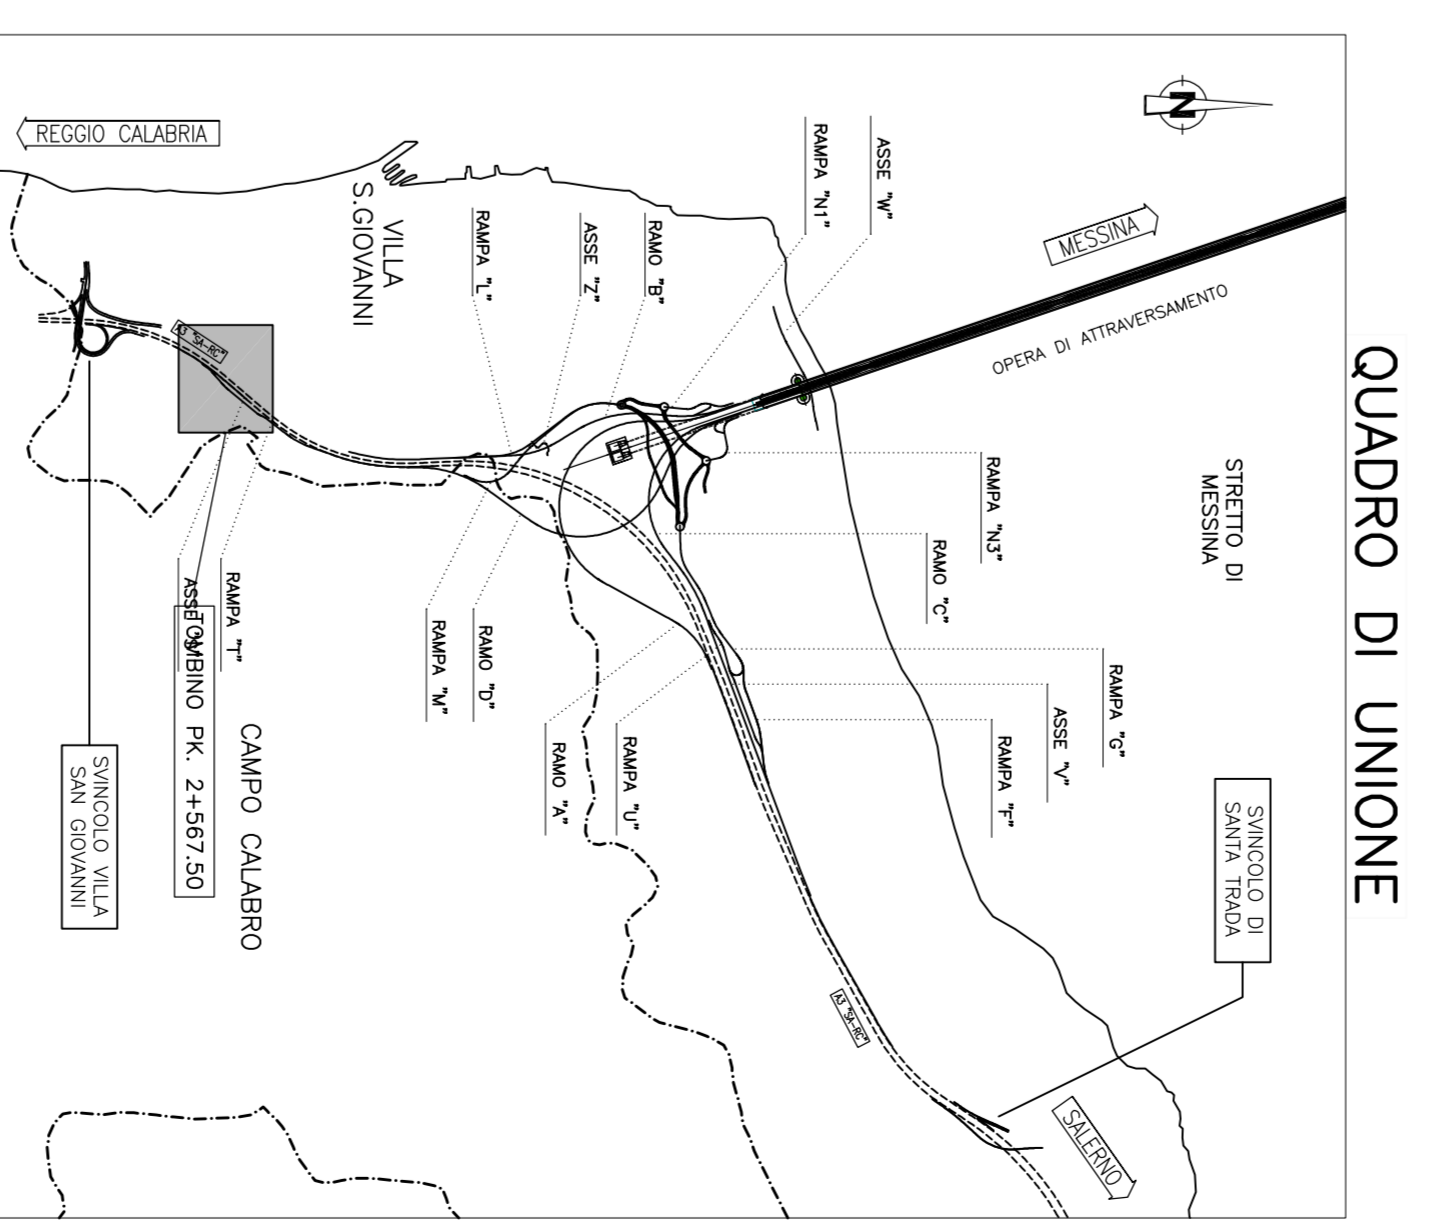 QUADRO DI UNIONE
N
REGGIO CALABRIA
MESSINA
OPERA DI ATTRAVERSAMENTO
STRETTO DI
MESSINA
VILLA
S.GIOVANNI
ASSE "W"
RAMPA "N1"
RAMO "B"
ASSE "Z"
RAMPA "L"
A3 "SA-RC"
RAMPA "N3"
RAMO "C"
RAMPA "G"
ASSE "V"
RAMPA "F"
RAMPA "U"
RAMO "A"
RAMO "D"
RAMPA "M"
RAMPA "T"
ASSE "S"
TOMBINO PK. 2+567.50
CAMPO CALABRO
SVINCOLO VILLA
SAN GIOVANNI
SVINCOLO DI
SANTA TRADA
A3 "SA-RC"
SALERNO